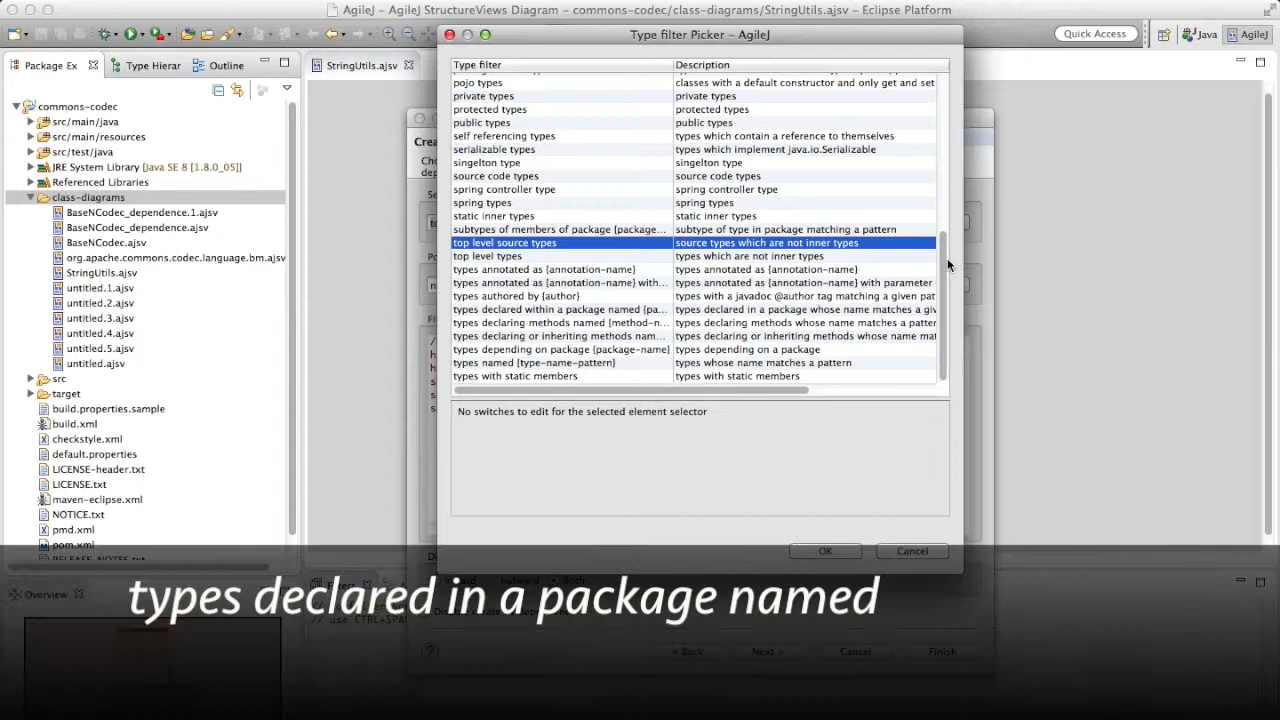 AgileJ - AgileJ StructureViews Diagram - commons-codec/class-diagrams/StringUtils.ajsv - Eclipse Platform
Type filter Picker - AgileJ
Quick Access
Java
AgileJ
Package Ex
Type Hierar
Outline
StringUtils.ajsv
commons-codec
src/main/java
src/main/resources
src/test/java
JRE System Library [Java SE 8 [1.8.0_05]]
Referenced Libraries
class-diagrams
BaseNCodec_dependence.1.ajsv
BaseNCodec_dependence.ajsv
BaseNCodec.ajsv
org.apache.commons.codec.language.bm.ajsv
StringUtils.ajsv
untitled.1.ajsv
untitled.2.ajsv
untitled.3.ajsv
untitled.4.ajsv
untitled.5.ajsv
untitled.ajsv
src
target
build.properties.sample
build.xml
checkstyle.xml
default.properties
LICENSE-header.txt
LICENSE.txt
maven-eclipse.xml
NOTICE.txt
pmd.xml
pom.xml
RELEASE-NOTES.txt
Overview
Type filter Description
pojo types classes with a default constructor and only get and set
private types private types
protected types protected types
public types public types
self referencing types types which contain a reference to themselves
serializable types types which implement java.io.Serializable
singelton type singelton type
source code types source code types
spring controller type spring controller type
spring types spring types
static inner types static inner types
subtypes of members of package {package... subtype of type in package matching a pattern
top level source types source types which are not inner types
top level types types which are not inner types
types annotated as {annotation-name} types annotated as {annotation-name}
types annotated as {annotation-name} with... types annotated as {annotation-name} with parameter
types authored by {author} types with a javadoc @author tag matching a given pat
types declared within a package named {pa... types declared in a package whose name matches a giv
types declaring methods named {method-n... types declaring methods whose name matches a patter
types declaring or inheriting methods nam... types declaring or inheriting methods whose name mat
types depending on package {package-name} types depending on a package
types named {type-name-pattern} types whose name matches a pattern
types with static members types with static members
No switches to edit for the selected element selector
OK
Cancel
types declared in a package named
// use CTRL+SPA
< Back
Next >
Cancel
Finish